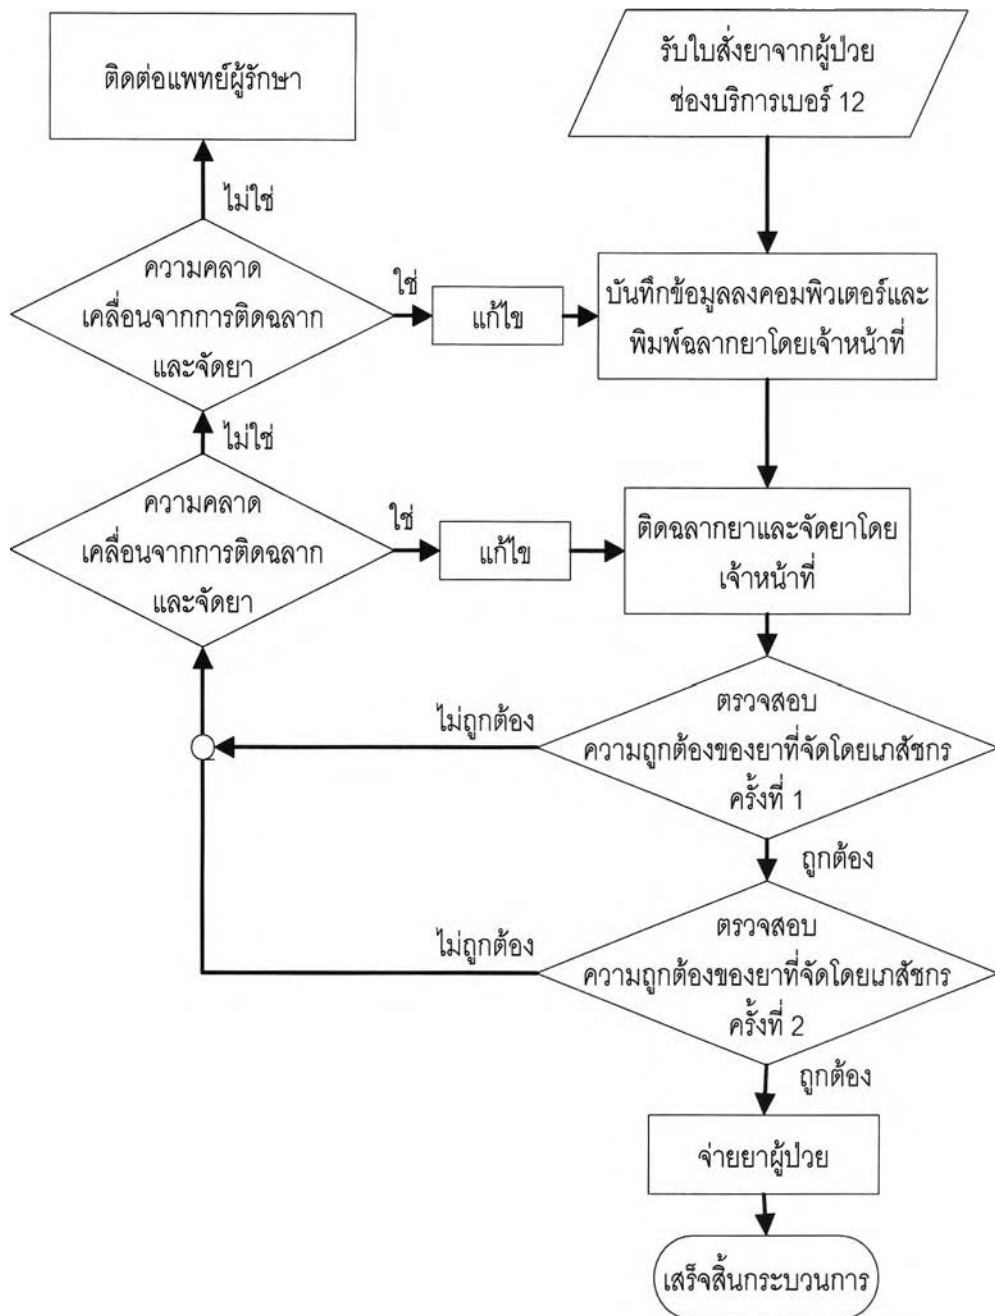 ติดต่อแพทย์ผู้รักษา
รับใบสั่งยาจากผู้ป่วย
ช่องบริการเบอร์ 12
ไม่ใช่
ความคลาด
เคลื่อนจากการติดฉลาก
และจัดยา
ใช่
แก้ไข
บันทึกข้อมูลลงคอมพิวเตอร์และ
พิมพ์ฉลากยาโดยเจ้าหน้าที่
ไม่ใช่
ความคลาด
เคลื่อนจากการติดฉลาก
และจัดยา
ใช่
แก้ไข
ติดฉลากยาและจัดยาโดย
เจ้าหน้าที่
ไม่ถูกต้อง
ตรวจสอบ
ความถูกต้องของยาที่จัดโดยเภสัชกร
ครั้งที่ 1
ถูกต้อง
ไม่ถูกต้อง
ตรวจสอบ
ความถูกต้องของยาที่จัดโดยเภสัชกร
ครั้งที่ 2
ถูกต้อง
จ่ายยาผู้ป่วย
เสร็จสิ้นกระบวนการ